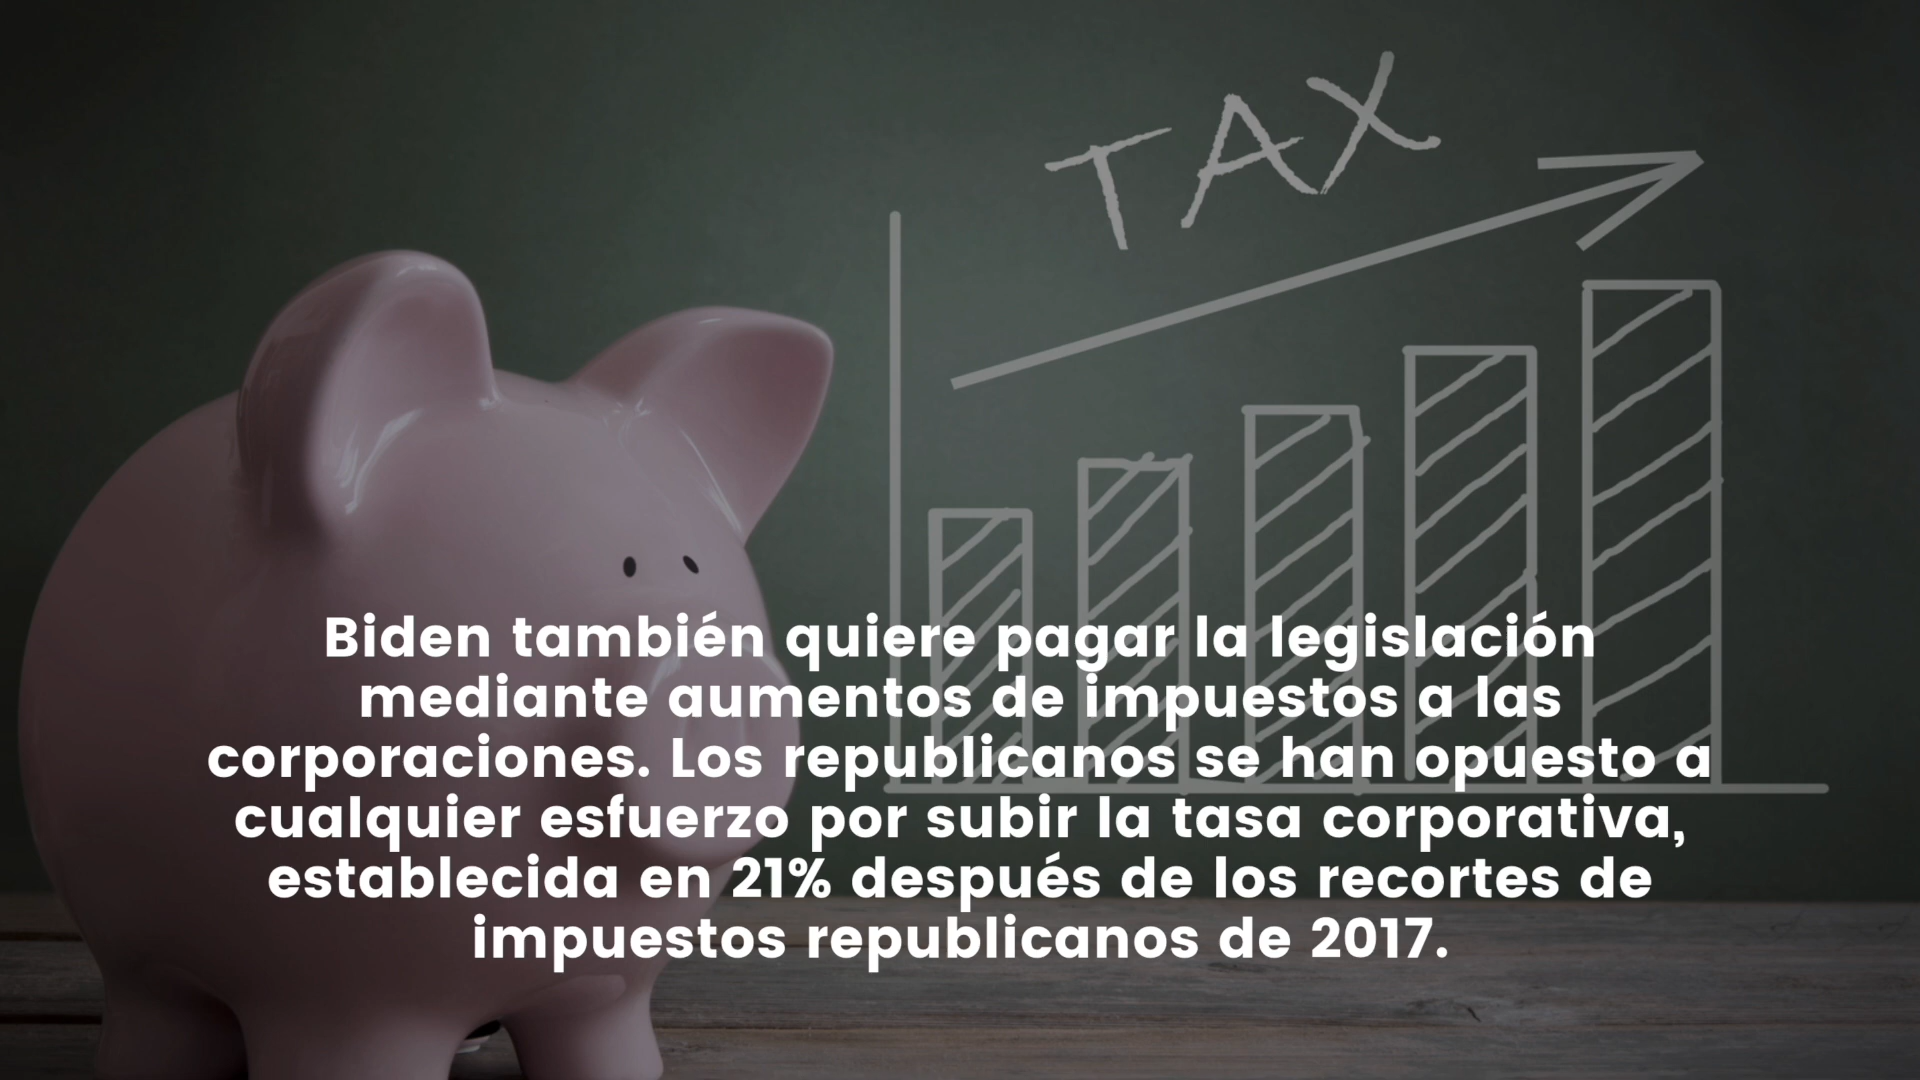 TAX
Biden también quiere pagar la legislación
mediante aumentos de impuestos a las
corporaciones. Los republicanos se han opuesto a
cualquier esfuerzo por subir la tasa corporativa,
establecida en 21% después de los recortes de
impuestos republicanos de 2017.